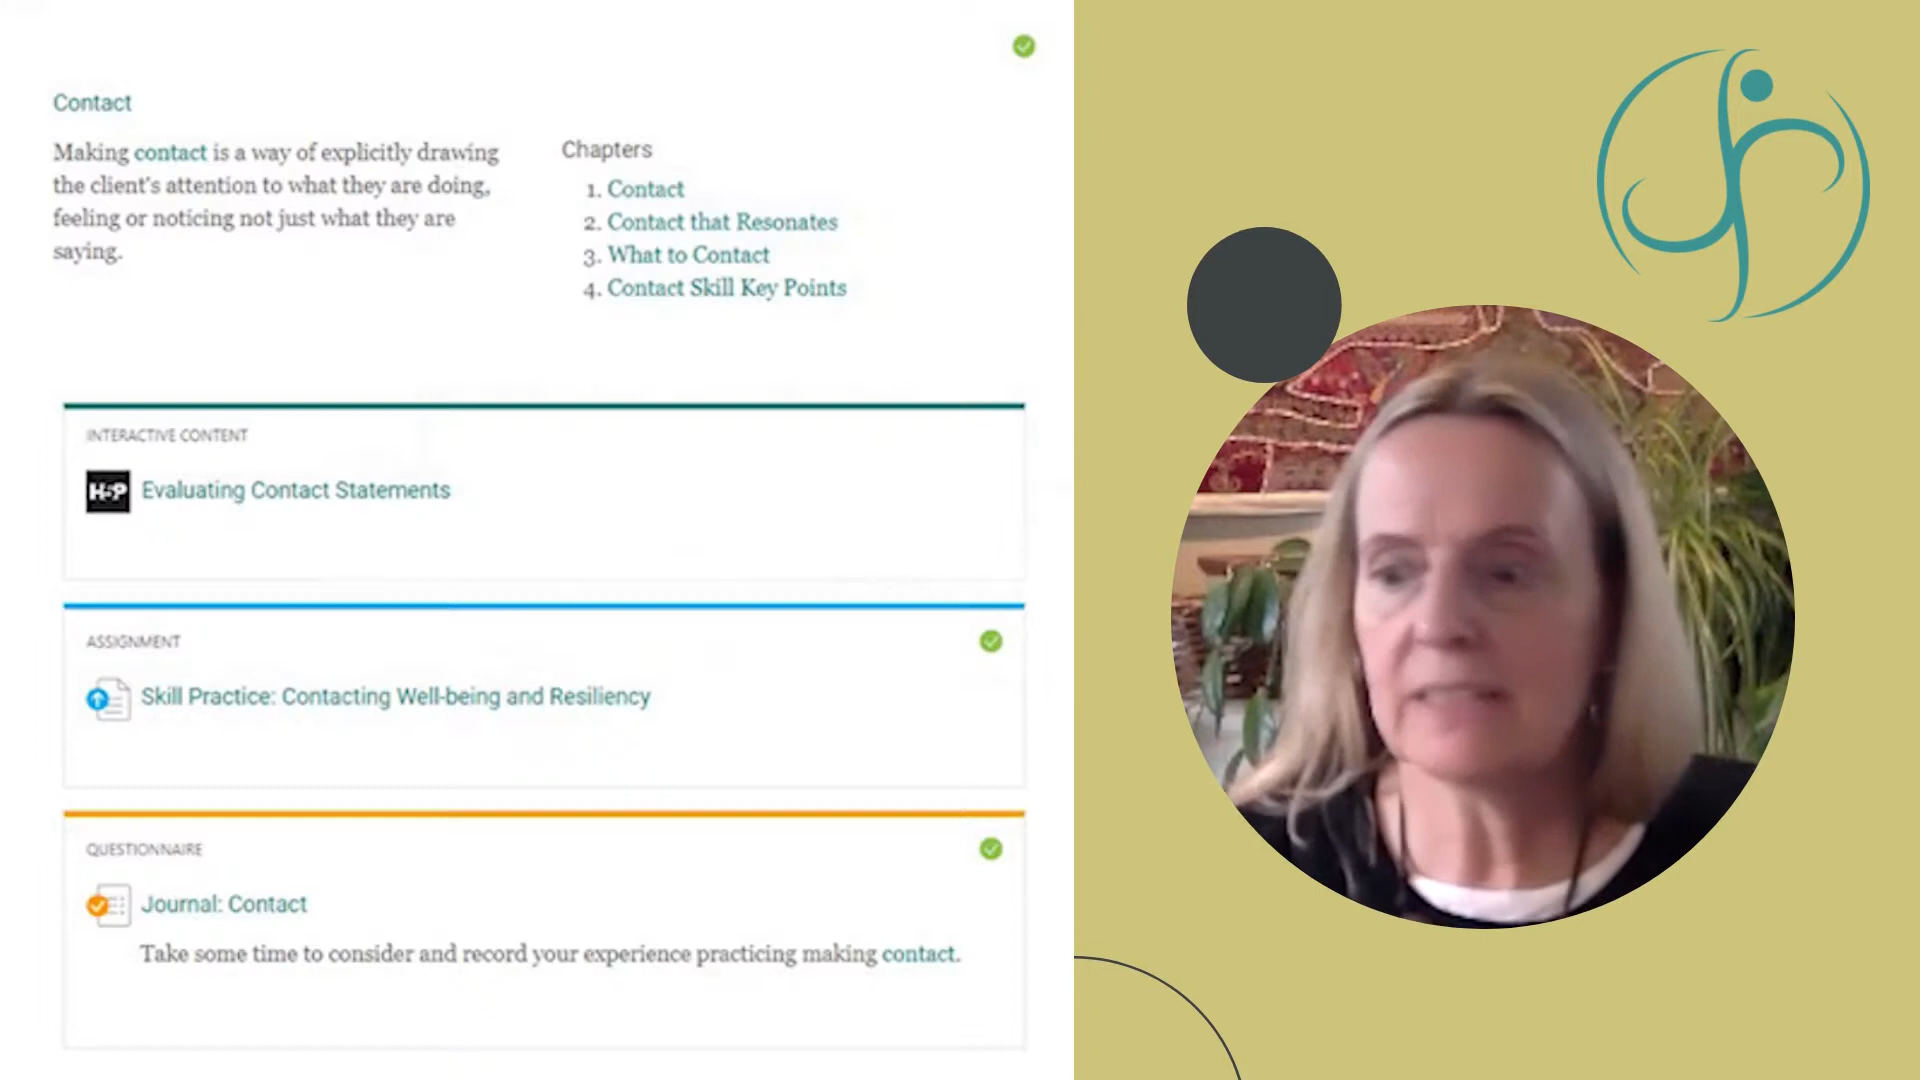 Contact
Making contact is a way of explicitly drawing
the client's attention to what they are doing,
feeling or noticing not just what they are
saying.
Chapters
1. Contact
2. Contact that Resonates
3. What to Contact
4. Contact Skill Key Points
INTERACTIVE CONTENT
H5P
Evaluating Contact Statements
ASSIGNMENT
Skill Practice: Contacting Well-being and Resiliency
QUESTIONNAIRE
Journal: Contact
Take some time to consider and record your experience practicing making contact.